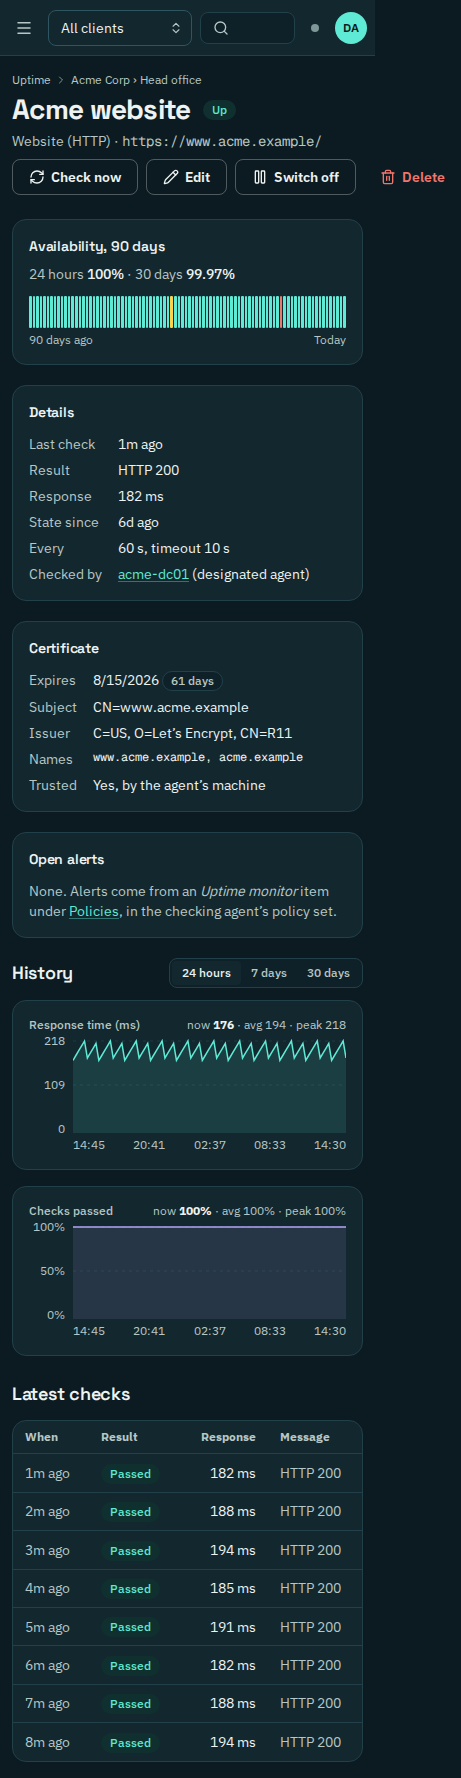 All clients
DA
Uptime > Acme Corp › Head office
Acme website Up
Website (HTTP) · https://www.acme.example/
Check now Edit Switch off Delete
Availability, 90 days
24 hours 100% · 30 days 99.97%
90 days ago Today
Details
Last check 1m ago
Result HTTP 200
Response 182 ms
State since 6d ago
Every 60 s, timeout 10 s
Checked by acme-dc01 (designated agent)
Certificate
Expires 8/15/2026 61 days
Subject CN=www.acme.example
Issuer C=US, O=Let’s Encrypt, CN=R11
Names www.acme.example, acme.example
Trusted Yes, by the agent’s machine
Open alerts
None. Alerts come from an Uptime monitor item
under Policies, in the checking agent’s policy set.
History 24 hours 7 days 30 days
Response time (ms) now 176 · avg 194 · peak 218
218
109
0
14:45 20:41 02:37 08:33 14:30
Checks passed now 100% · avg 100% · peak 100%
100%
50%
0%
14:45 20:41 02:37 08:33 14:30
Latest checks
When Result Response Message
1m ago Passed 182 ms HTTP 200
2m ago Passed 188 ms HTTP 200
3m ago Passed 194 ms HTTP 200
4m ago Passed 185 ms HTTP 200
5m ago Passed 191 ms HTTP 200
6m ago Passed 182 ms HTTP 200
7m ago Passed 188 ms HTTP 200
8m ago Passed 194 ms HTTP 200